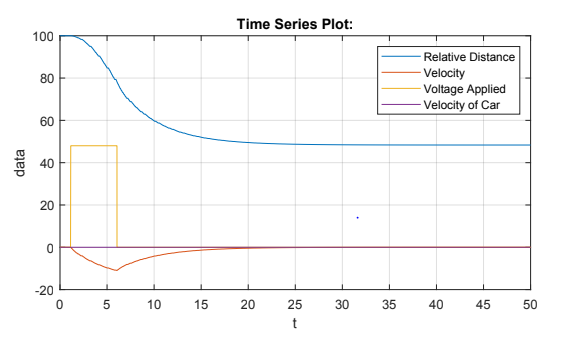 Time Series Plot:
100
80
60
40
20
0
-20
data
Relative Distance
Velocity
Voltage Applied
Velocity of Car
0 5 10 15 20 25 30 35 40 45 50
t